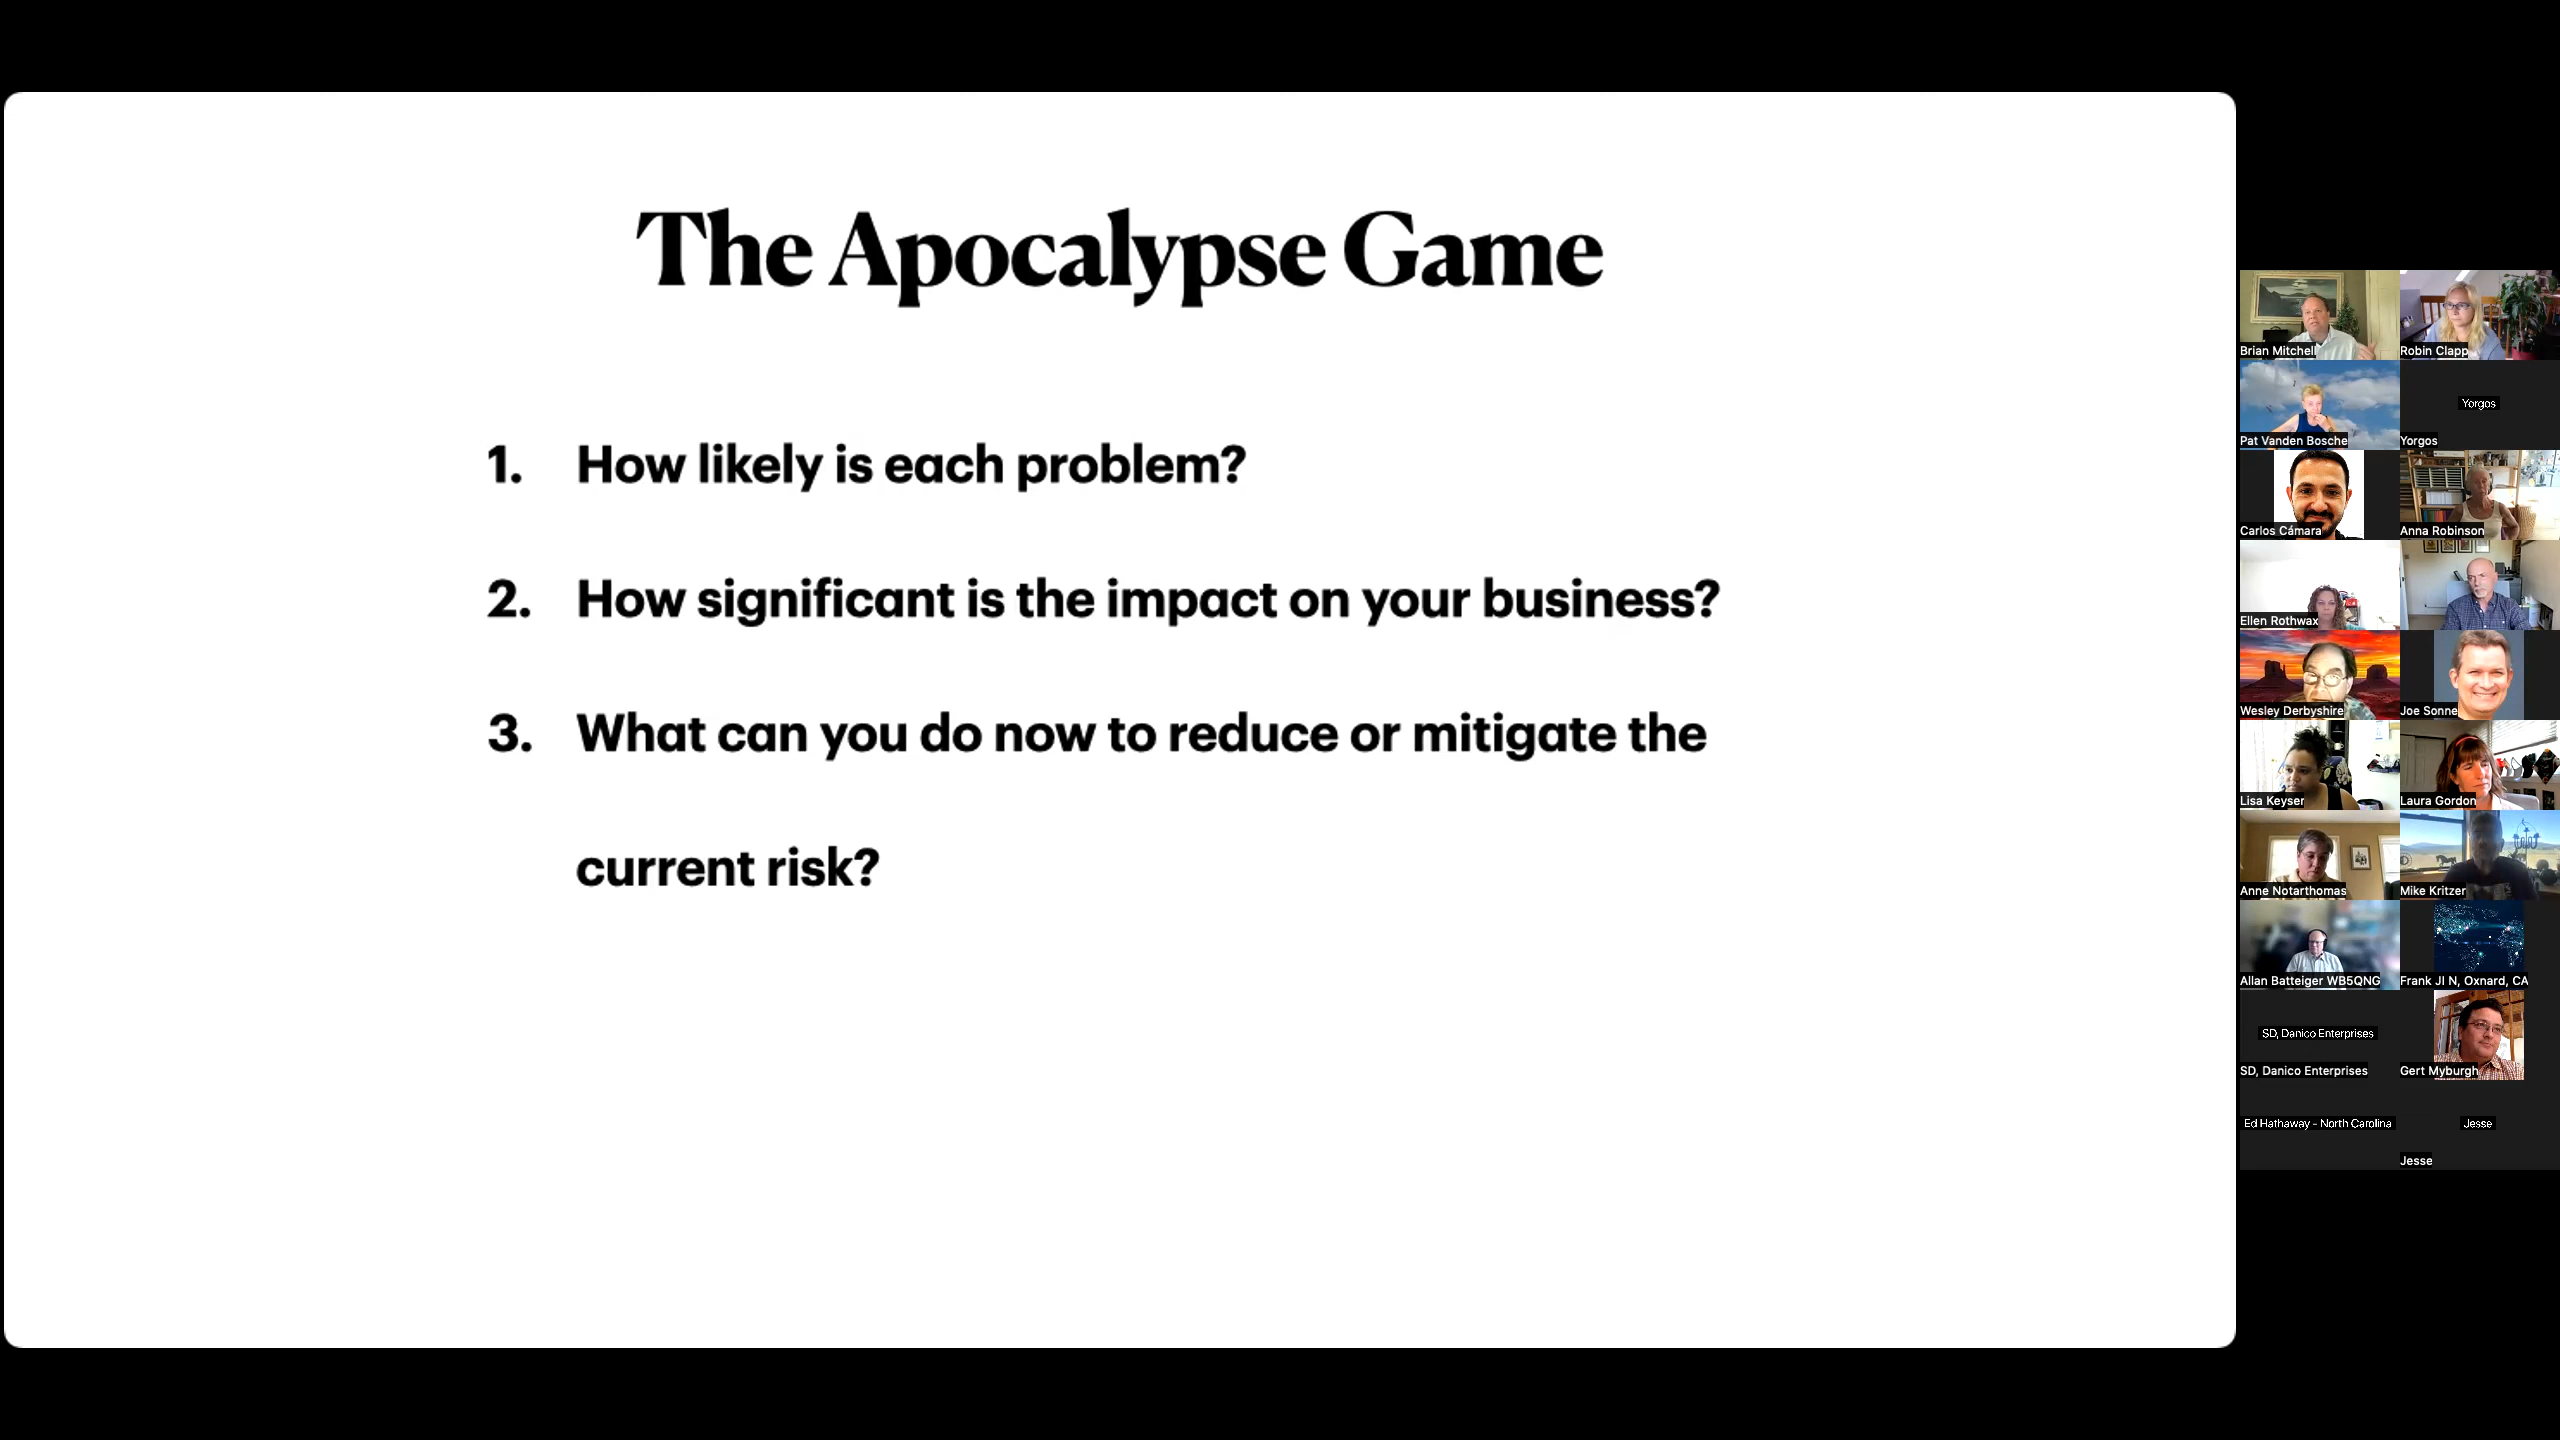 The Apocalypse Game
1. How likely is each problem?
2. How significant is the impact on your business?
3. What can you do now to reduce or mitigate the
current risk?
Brian Mitchell
Robin Clapp
Pat Vanden Bosche
Yorgos
Yorgos
Carlos Cámara
Anna Robinson
Ellen Rothwax
Wesley Derbyshire
Joe Sonne
Lisa Keyser
Laura Gordon
Anne Notarthomas
Mike Kritzer
Allan Batteiger WB5QNG
Frank JI N, Oxnard, CA
SD, Danico Enterprises
SD, Danico Enterprises
Gert Myburgh
Ed Hathaway - North Carolina
Jesse
Jesse